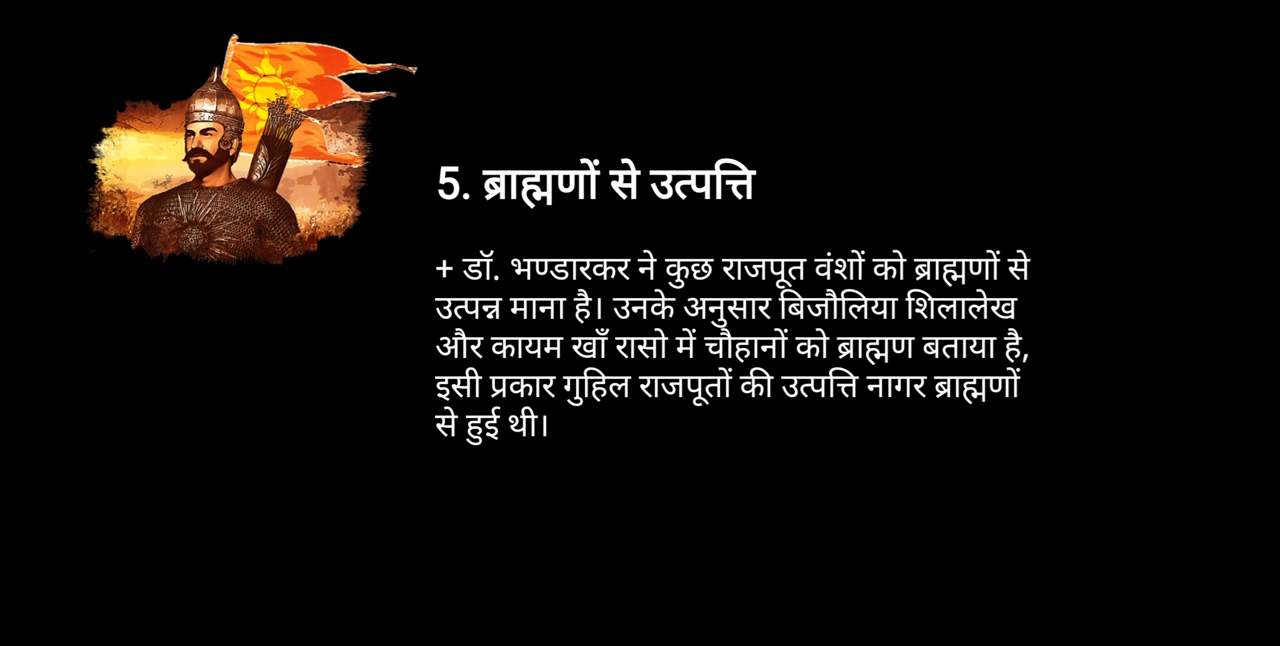 5. ब्राह्मणों से उत्पत्ति
+ डॉ. भण्डारकर ने कुछ राजपूत वंशों को ब्राह्मणों से
उत्पन्न माना है। उनके अनुसार बिजौलिया शिलालेख
और कायम खाँ रासो में चौहानों को ब्राह्मण बताया है,
इसी प्रकार गुहिल राजपूतों की उत्पत्ति नागर ब्राह्मणों
से हुई थी।